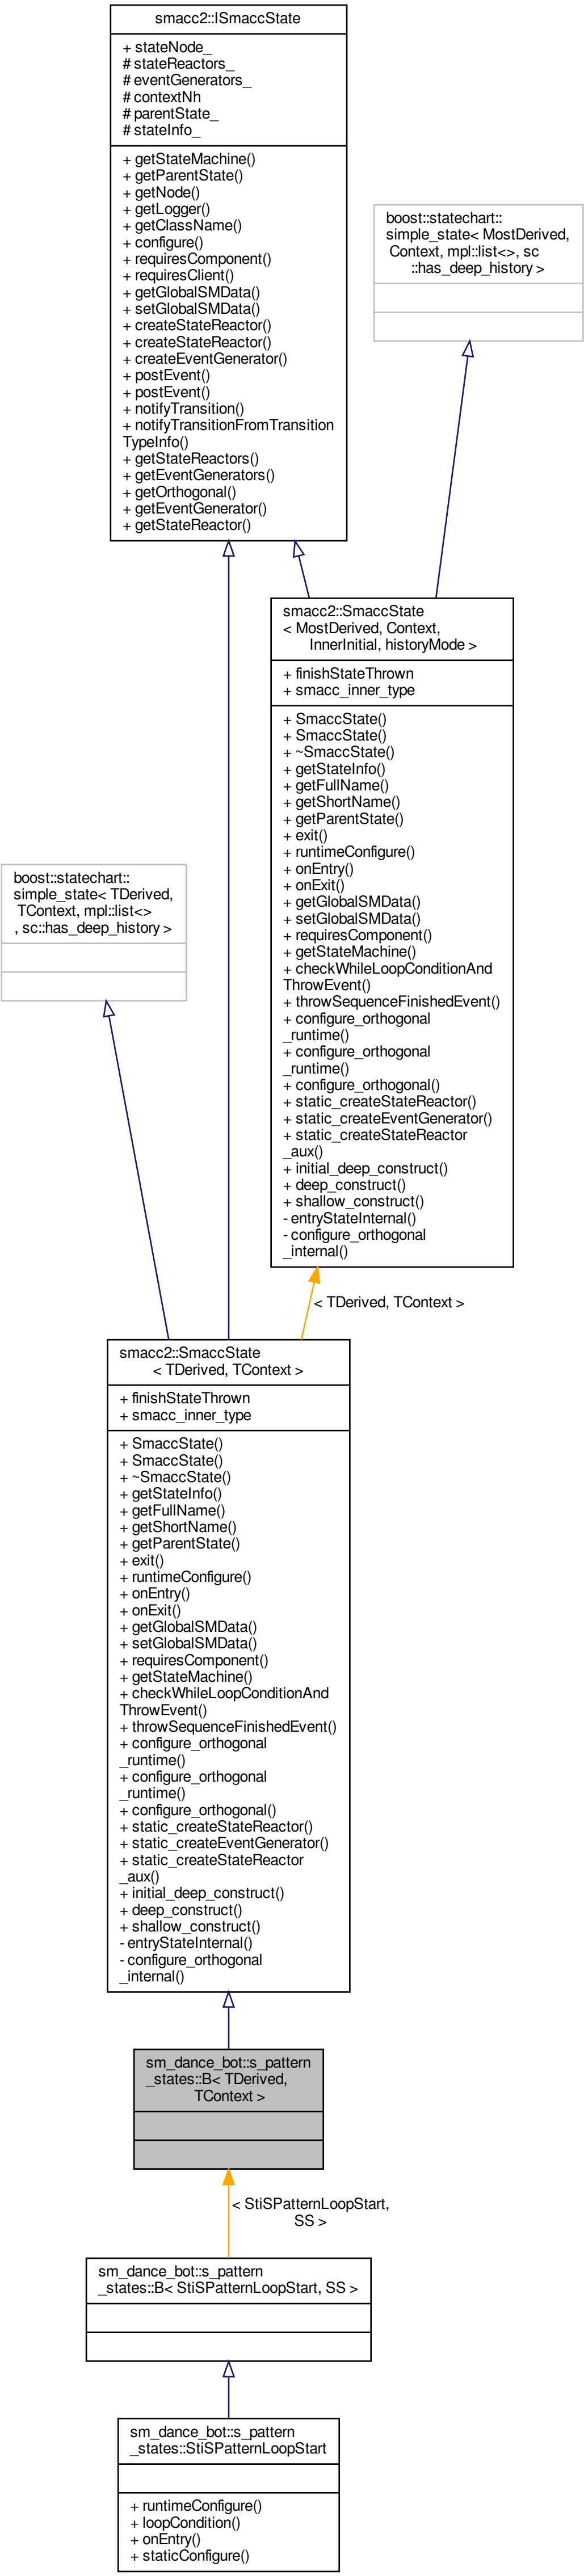 smacc2::ISmaccState
+ stateNode_
# stateReactors_
# eventGenerators_
# contextNh
# parentState_
# stateInfo_
+ getStateMachine()
+ getParentState()
+ getNode()
+ getLogger()
+ getClassName()
+ configure()
+ requiresComponent()
+ requiresClient()
+ getGlobalSMData()
+ setGlobalSMData()
+ createStateReactor()
+ createStateReactor()
+ createEventGenerator()
+ postEvent()
+ postEvent()
+ notifyTransition()
+ notifyTransitionFromTransition
TypeInfo()
+ getStateReactors()
+ getEventGenerators()
+ getOrthogonal()
+ getEventGenerator()
+ getStateReactor()
boost::statechart::
simple_state< MostDerived,
Context, mpl::list<>, sc
::has_deep_history >
smacc2::SmaccState
< MostDerived, Context,
InnerInitial, historyMode >
+ finishStateThrown
+ smacc_inner_type
+ SmaccState()
+ SmaccState()
+ ~SmaccState()
+ getStateInfo()
+ getFullName()
+ getShortName()
+ getParentState()
+ exit()
+ runtimeConfigure()
+ onEntry()
+ onExit()
+ getGlobalSMData()
+ setGlobalSMData()
+ requiresComponent()
+ getStateMachine()
+ checkWhileLoopConditionAnd
ThrowEvent()
+ throwSequenceFinishedEvent()
+ configure_orthogonal
_runtime()
+ configure_orthogonal
_runtime()
+ configure_orthogonal()
+ static_createStateReactor()
+ static_createEventGenerator()
+ static_createStateReactor
_aux()
+ initial_deep_construct()
+ deep_construct()
+ shallow_construct()
- entryStateInternal()
- configure_orthogonal
_internal()
boost::statechart::
simple_state< TDerived,
TContext, mpl::list<>
, sc::has_deep_history >
< TDerived, TContext >
smacc2::SmaccState
< TDerived, TContext >
+ finishStateThrown
+ smacc_inner_type
+ SmaccState()
+ SmaccState()
+ ~SmaccState()
+ getStateInfo()
+ getFullName()
+ getShortName()
+ getParentState()
+ exit()
+ runtimeConfigure()
+ onEntry()
+ onExit()
+ getGlobalSMData()
+ setGlobalSMData()
+ requiresComponent()
+ getStateMachine()
+ checkWhileLoopConditionAnd
ThrowEvent()
+ throwSequenceFinishedEvent()
+ configure_orthogonal
_runtime()
+ configure_orthogonal
_runtime()
+ configure_orthogonal()
+ static_createStateReactor()
+ static_createEventGenerator()
+ static_createStateReactor
_aux()
+ initial_deep_construct()
+ deep_construct()
+ shallow_construct()
- entryStateInternal()
- configure_orthogonal
_internal()
sm_dance_bot::s_pattern
_states::B< TDerived,
TContext >
< StiSPatternLoopStart,
SS >
sm_dance_bot::s_pattern
_states::B< StiSPatternLoopStart, SS >
sm_dance_bot::s_pattern
_states::StiSPatternLoopStart
+ runtimeConfigure()
+ loopCondition()
+ onEntry()
+ staticConfigure()